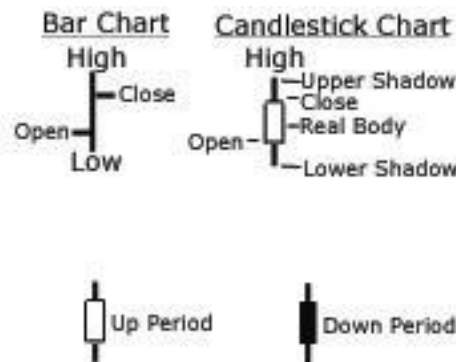 Bar Chart
High
Close
Open
Low
Candlestick Chart
High
Upper Shadow
Close
Real Body
Open
Lower Shadow
Up Period
Down Period